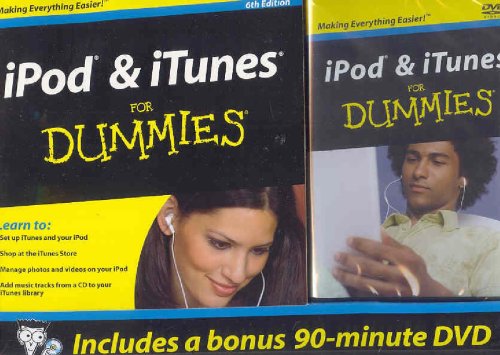 Making Everything Easier!™
6th Edition
iPod® & iTunes®
FOR
DUMMIES®
Learn to:
Set up iTunes and your iPod
Shop at the iTunes Store
Manage photos and videos on your iPod
Add music tracks from a CD to your
iTunes library
Making Everything Easier!™
DVD
iPod® & iTunes
FOR
DUMMIES
Includes a bonus 90-minute DVD